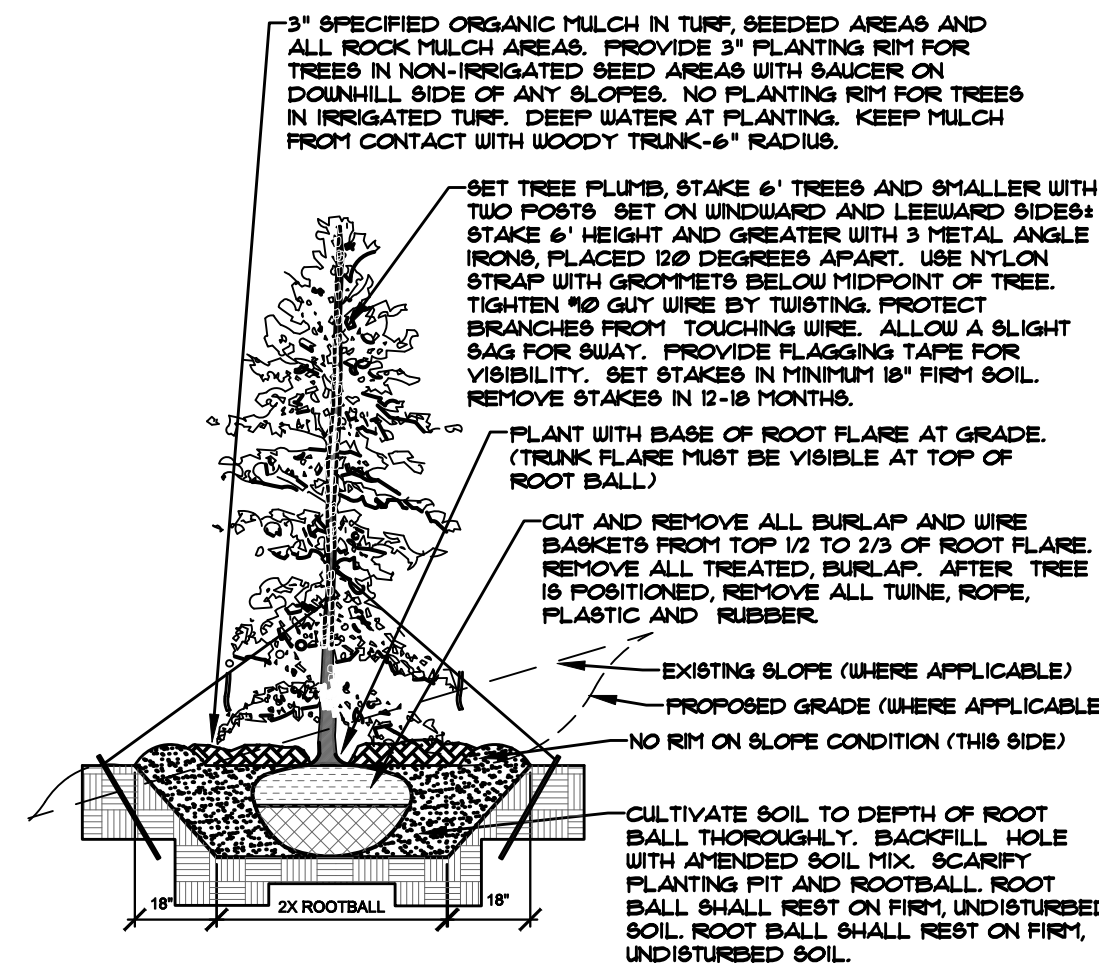 3" SPECIFIED ORGANIC MULCH IN TURF, SEEDED AREAS AND
ALL ROCK MULCH AREAS. PROVIDE 3" PLANTING RIM FOR
TREES IN NON-IRRIGATED SEED AREAS WITH SAUCER ON
DOWNHILL SIDE OF ANY SLOPES. NO PLANTING RIM FOR TREES
IN IRRIGATED TURF. DEEP WATER AT PLANTING. KEEP MULCH
FROM CONTACT WITH WOODY TRUNK-6" RADIUS.
SET TREE PLUMB, STAKE 6' TREES AND SMALLER WITH
TWO POSTS SET ON WINDWARD AND LEEWARD SIDES±
STAKE 6' HEIGHT AND GREATER WITH 3 METAL ANGLE
IRONS, PLACED 120 DEGREES APART. USE NYLON
STRAP WITH GROMMETS BELOW MIDPOINT OF TREE.
TIGHTEN #10 GUY WIRE BY TWISTING. PROTECT
BRANCHES FROM TOUCHING WIRE. ALLOW A SLIGHT
SAG FOR SWAY. PROVIDE FLAGGING TAPE FOR
VISIBILITY. SET STAKES IN MINIMUM 18" FIRM SOIL.
REMOVE STAKES IN 12-18 MONTHS.
PLANT WITH BASE OF ROOT FLARE AT GRADE.
(TRUNK FLARE MUST BE VISIBLE AT TOP OF
ROOT BALL)
CUT AND REMOVE ALL BURLAP AND WIRE
BASKETS FROM TOP 1/2 TO 2/3 OF ROOT FLARE.
REMOVE ALL TREATED, BURLAP. AFTER TREE
IS POSITIONED, REMOVE ALL TWINE, ROPE,
PLASTIC AND RUBBER.
EXISTING SLOPE (WHERE APPLICABLE)
PROPOSED GRADE (WHERE APPLICABLE
NO RIM ON SLOPE CONDITION (THIS SIDE)
CULTIVATE SOIL TO DEPTH OF ROOT
BALL THOROUGHLY. BACKFILL HOLE
WITH AMENDED SOIL MIX. SCARIFY
PLANTING PIT AND ROOTBALL. ROOT
BALL SHALL REST ON FIRM, UNDISTURBED
SOIL. ROOT BALL SHALL REST ON FIRM,
UNDISTURBED SOIL.
18" 2X ROOTBALL 18"